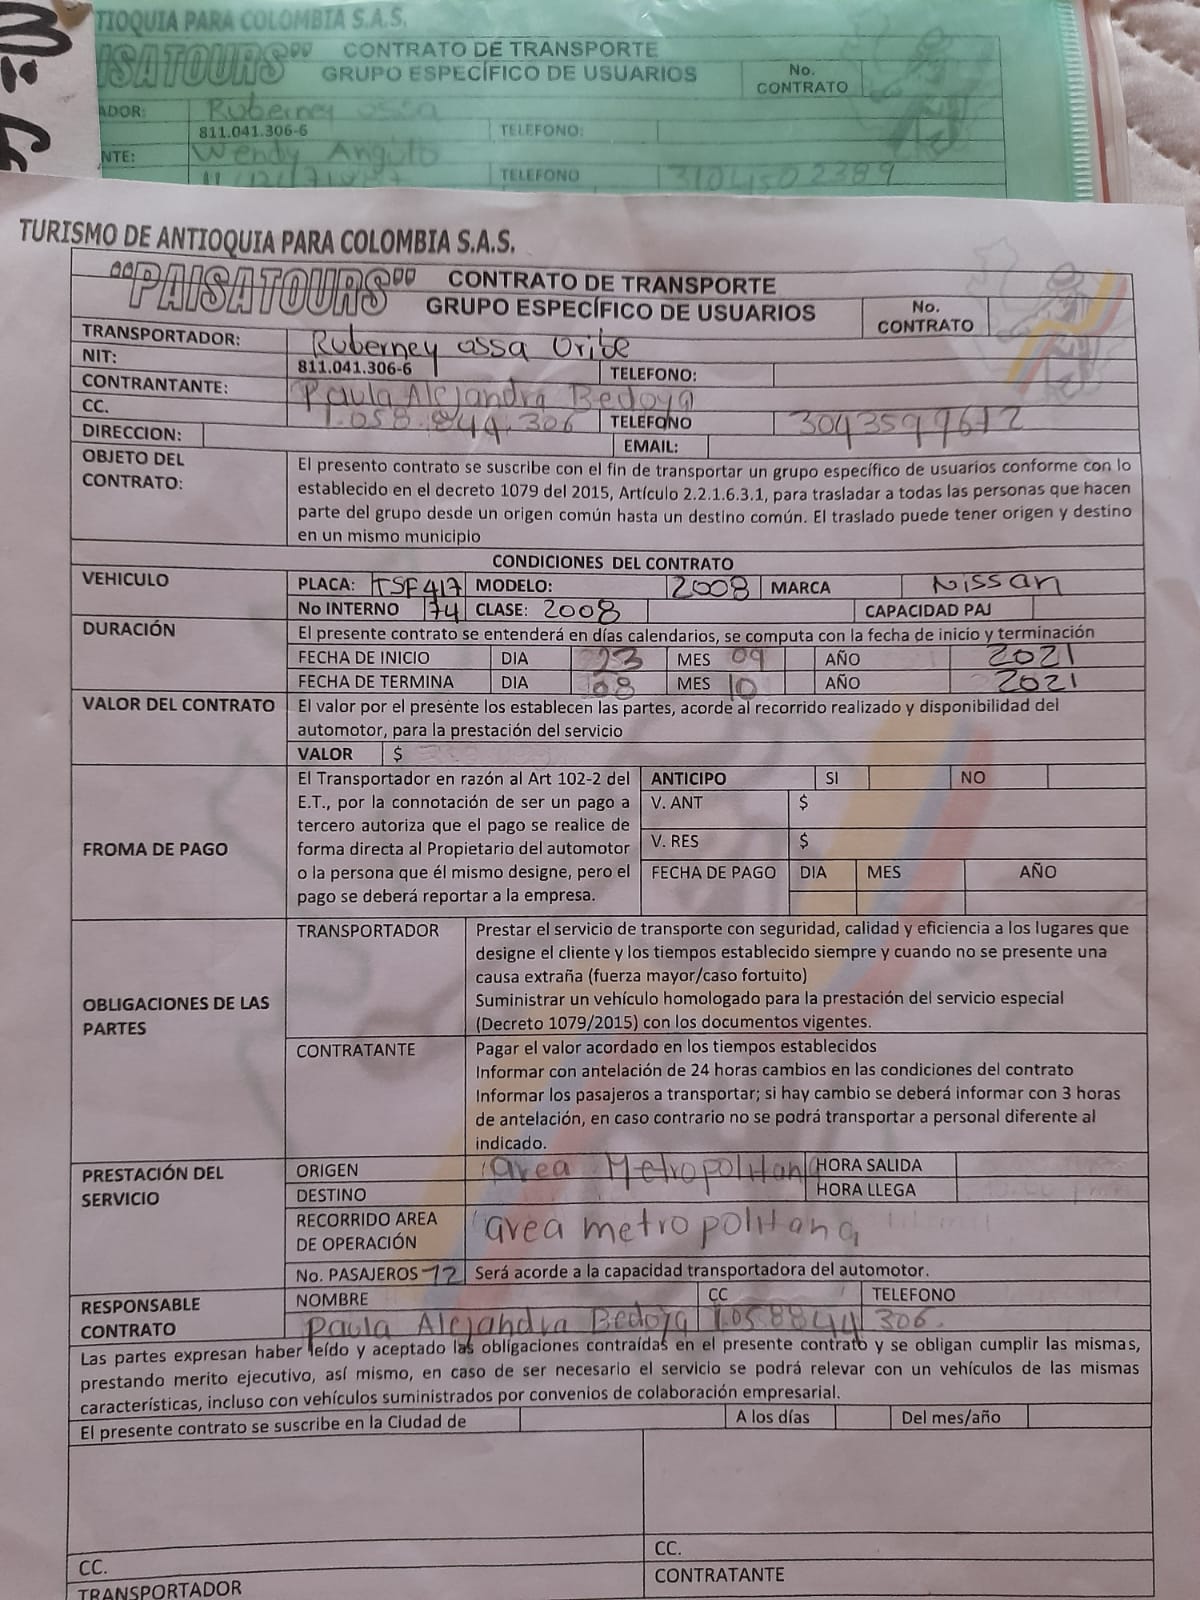 TIOQUIA PARA COLOMBIA S.A.S.
ISATOURS"" CONTRATO DE TRANSPORTE
GRUPO ESPECÍFICO DE USUARIOS No. CONTRATO
ADOR: Ruberney ossa
811.041.306-6 TELEFONO:
NTE: Wendy Angulo
TELEFONO 3104502389
TURISMO DE ANTIOQUIA PARA COLOMBIA S.A.S.
""PAISATOURS"" CONTRATO DE TRANSPORTE
GRUPO ESPECÍFICO DE USUARIOS No. CONTRATO
TRANSPORTADOR: Ruberney ossa Uribe
NIT: 811.041.306-6 TELEFONO:
CONTRANTANTE: Paula Alejandra Bedoya
CC. 1.058.844.306 TELEFONO 3043599672
DIRECCION: EMAIL:
OBJETO DEL CONTRATO:
El presento contrato se suscribe con el fin de transportar un grupo específico de usuarios conforme con lo
establecido en el decreto 1079 del 2015, Artículo 2.2.1.6.3.1, para trasladar a todas las personas que hacen
parte del grupo desde un origen común hasta un destino común. El traslado puede tener origen y destino
en un mismo municipio
CONDICIONES DEL CONTRATO
VEHICULO PLACA: TSF417 MODELO: 2008 MARCA Nissan
No INTERNO 74 CLASE: 2008 CAPACIDAD PAJ
DURACIÓN El presente contrato se entenderá en días calendarios, se computa con la fecha de inicio y terminación
FECHA DE INICIO DIA 23 MES 09 AÑO 2021
FECHA DE TERMINA DIA 08 MES 10 AÑO 2021
VALOR DEL CONTRATO El valor por el presente los establecen las partes, acorde al recorrido realizado y disponibilidad del
automotor, para la prestación del servicio
VALOR $
FROMA DE PAGO
El Transportador en razón al Art 102-2 del
E.T., por la connotación de ser un pago a
tercero autoriza que el pago se realice de
forma directa al Propietario del automotor
o la persona que él mismo designe, pero el
pago se deberá reportar a la empresa.
ANTICIPO SI NO
V. ANT $
V. RES $
FECHA DE PAGO DIA MES AÑO
OBLIGACIONES DE LAS PARTES
TRANSPORTADOR Prestar el servicio de transporte con seguridad, calidad y eficiencia a los lugares que
designe el cliente y los tiempos establecido siempre y cuando no se presente una
causa extraña (fuerza mayor/caso fortuito)
Suministrar un vehículo homologado para la prestación del servicio especial
(Decreto 1079/2015) con los documentos vigentes.
CONTRATANTE Pagar el valor acordado en los tiempos establecidos
Informar con antelación de 24 horas cambios en las condiciones del contrato
Informar los pasajeros a transportar; si hay cambio se deberá informar con 3 horas
de antelación, en caso contrario no se podrá transportar a personal diferente al
indicado.
PRESTACIÓN DEL SERVICIO
ORIGEN area Metropolitana HORA SALIDA
DESTINO HORA LLEGA
RECORRIDO AREA DE OPERACIÓN area metropolitana
No. PASAJEROS 12 Será acorde a la capacidad transportadora del automotor.
RESPONSABLE CONTRATO
NOMBRE CC TELEFONO
Paula Alejandra Bedoya 1.058844 306.
Las partes expresan haber leído y aceptado las obligaciones contraídas en el presente contrato y se obligan cumplir las mismas,
prestando merito ejecutivo, así mismo, en caso de ser necesario el servicio se podrá relevar con un vehículos de las mismas
características, incluso con vehículos suministrados por convenios de colaboración empresarial.
El presente contrato se suscribe en la Ciudad de A los días Del mes/año
CC. CC.
TRANSPORTADOR CONTRATANTE